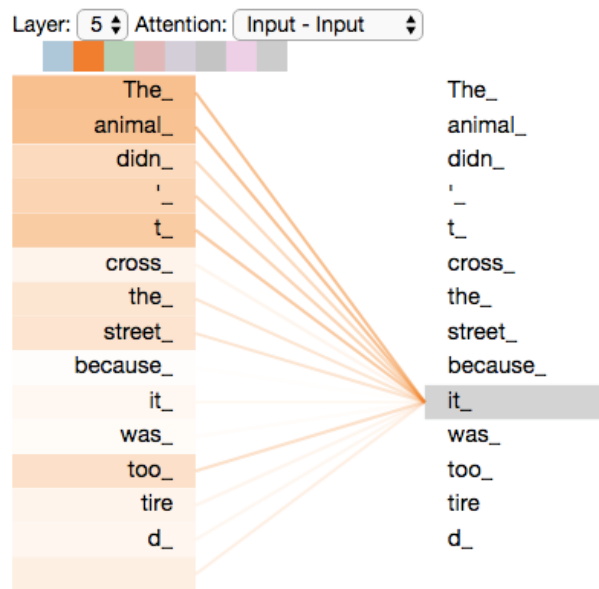 Layer: 5 Attention: Input - Input
The_ The_
animal_ animal_
didn_ didn_
'_ '_
t_ t_
cross_ cross_
the_ the_
street_ street_
because_ because_
it_ it_
was_ was_
too_ too_
tire tire
d_ d_